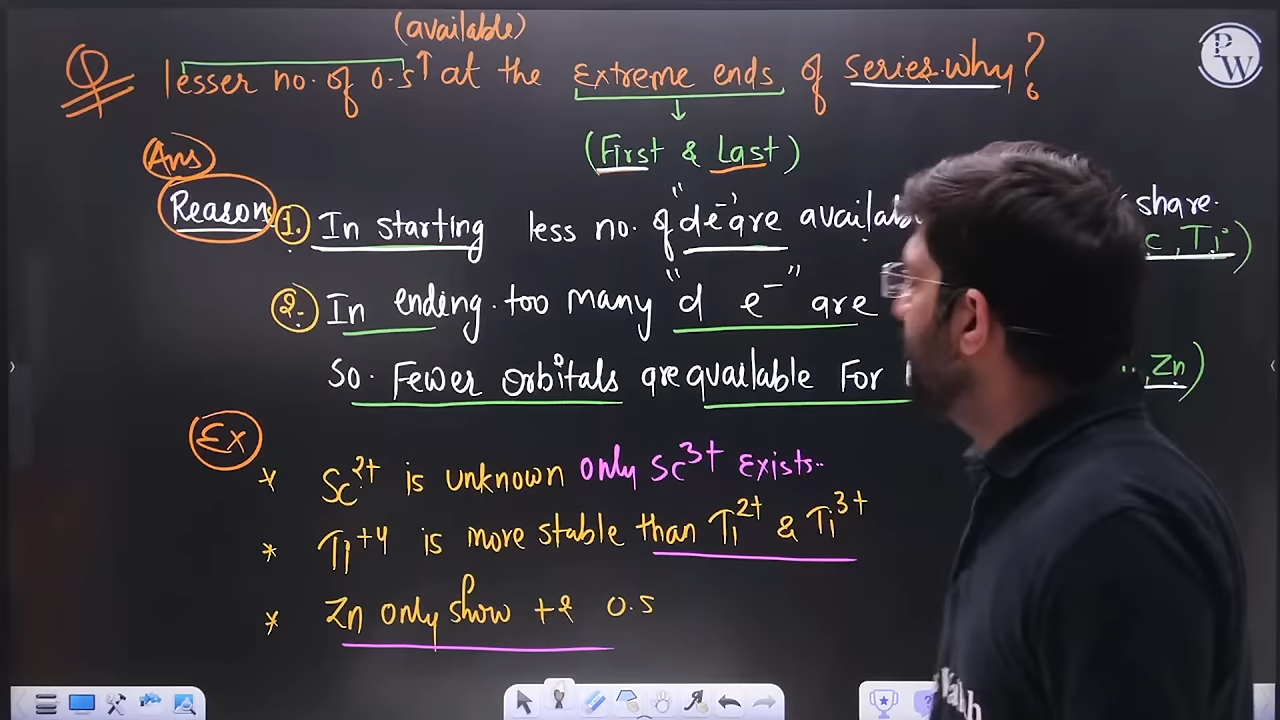 (available)
Q lesser no. of o.s ↑ at the extreme ends of series. why?
PW
(First & Last)
Ans
Reason 1. In starting less no. of "de⁻" are share.
, Ti)
2. In ending. too many "d e⁻" are
So. Fewer orbitals are available For , Zn)
Ex
* Sc²⁺ is unknown only Sc³⁺ exists..
* Ti⁺⁴ is more stable than Ti²⁺ & Ti³⁺
* Zn only show +2 o.s